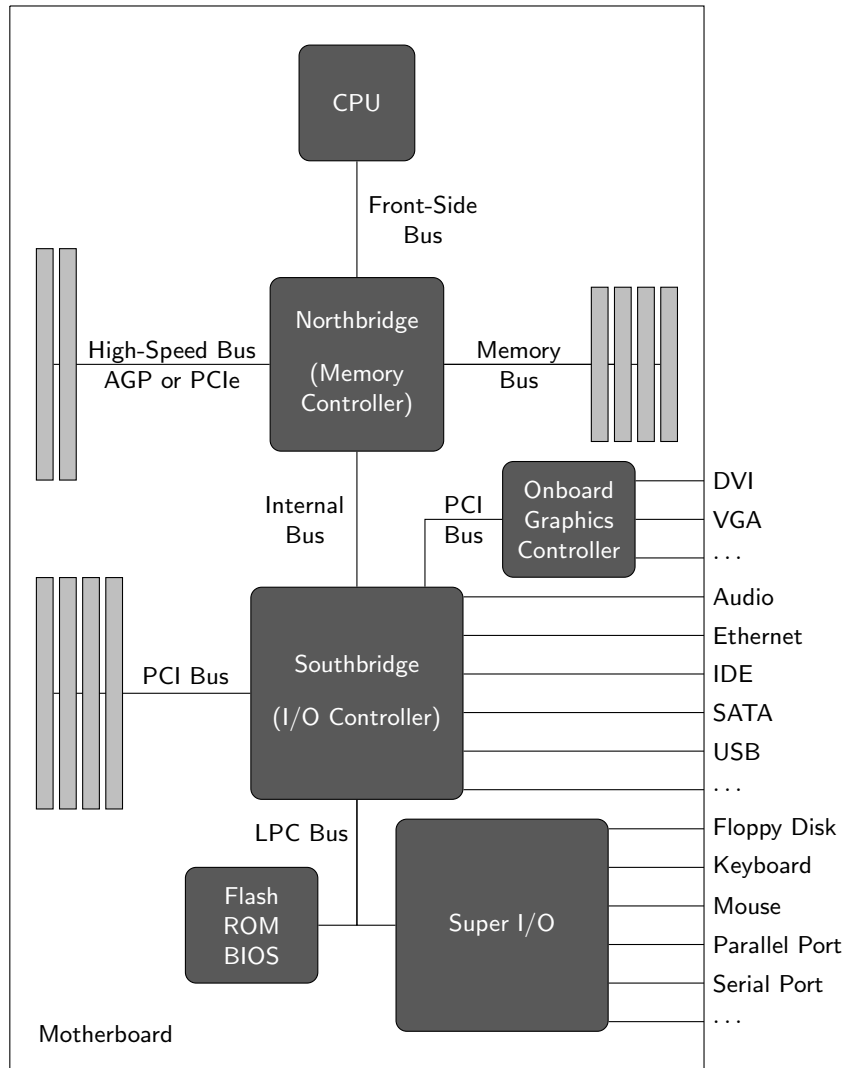 CPU
Front-Side
Bus
Northbridge
(Memory
Controller)
High-Speed Bus
AGP or PCIe
Memory
Bus
Internal
Bus
PCI
Bus
Onboard
Graphics
Controller
DVI
VGA
...
Southbridge
(I/O Controller)
PCI Bus
Audio
Ethernet
IDE
SATA
USB
...
LPC Bus
Flash
ROM
BIOS
Super I/O
Floppy Disk
Keyboard
Mouse
Parallel Port
Serial Port
...
Motherboard